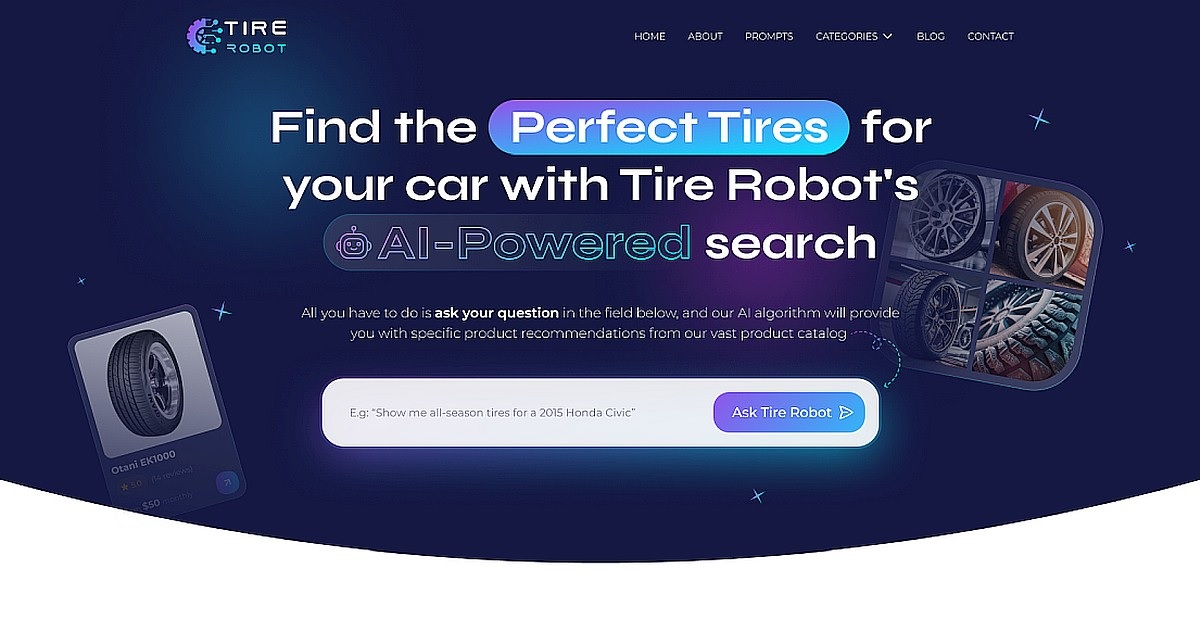 TIRE
ROBOT
HOME ABOUT PROMPTS CATEGORIES BLOG CONTACT
Find the Perfect Tires for
your car with Tire Robot's
AI-Powered search
All you have to do is ask your question in the field below, and our AI algorithm will provide
you with specific product recommendations from our vast product catalog
E.g: “Show me all-season tires for a 2015 Honda Civic”
Ask Tire Robot
Otani EK1000
5.0 (14 reviews)
$50 monthly